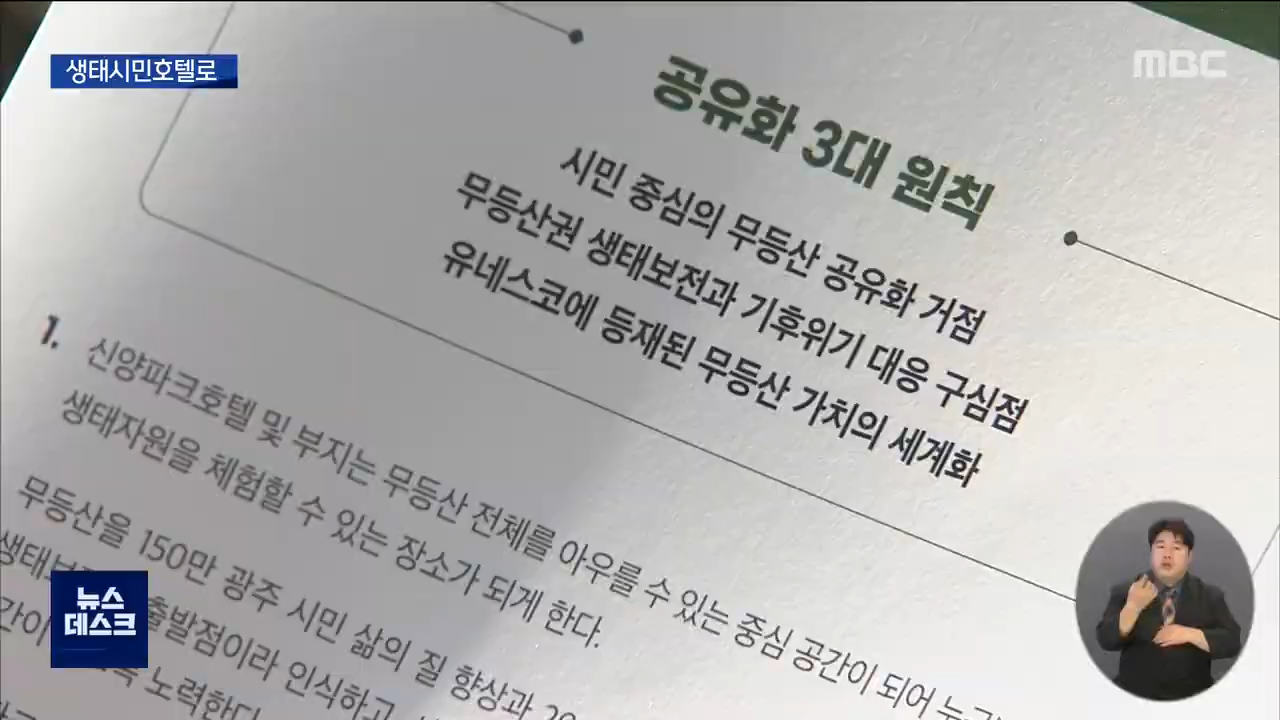 생태시민호텔로
MBC
공유화 3대 원칙
시민 중심의 무등산 공유화 거점
무등산권 생태보전과 기후위기 대응 구심점
유네스코에 등재된 무등산 가치의 세계화
1. 신양파크호텔 및 부지는 무등산 전체를 아우를 수 있는 중심 공간이 되어
생태자원을 체험할 수 있는 장소가 되게 한다.
무등산을 150만 광주 시민 삶의 질 향상과
출발점이라 인식하고
노력한다
뉴스
데스크